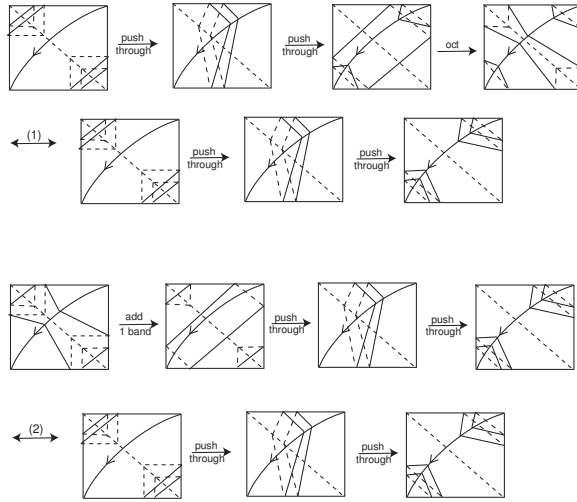 push through push through oct
(1) push through push through
add 1 band push through push through
(2) push through push through